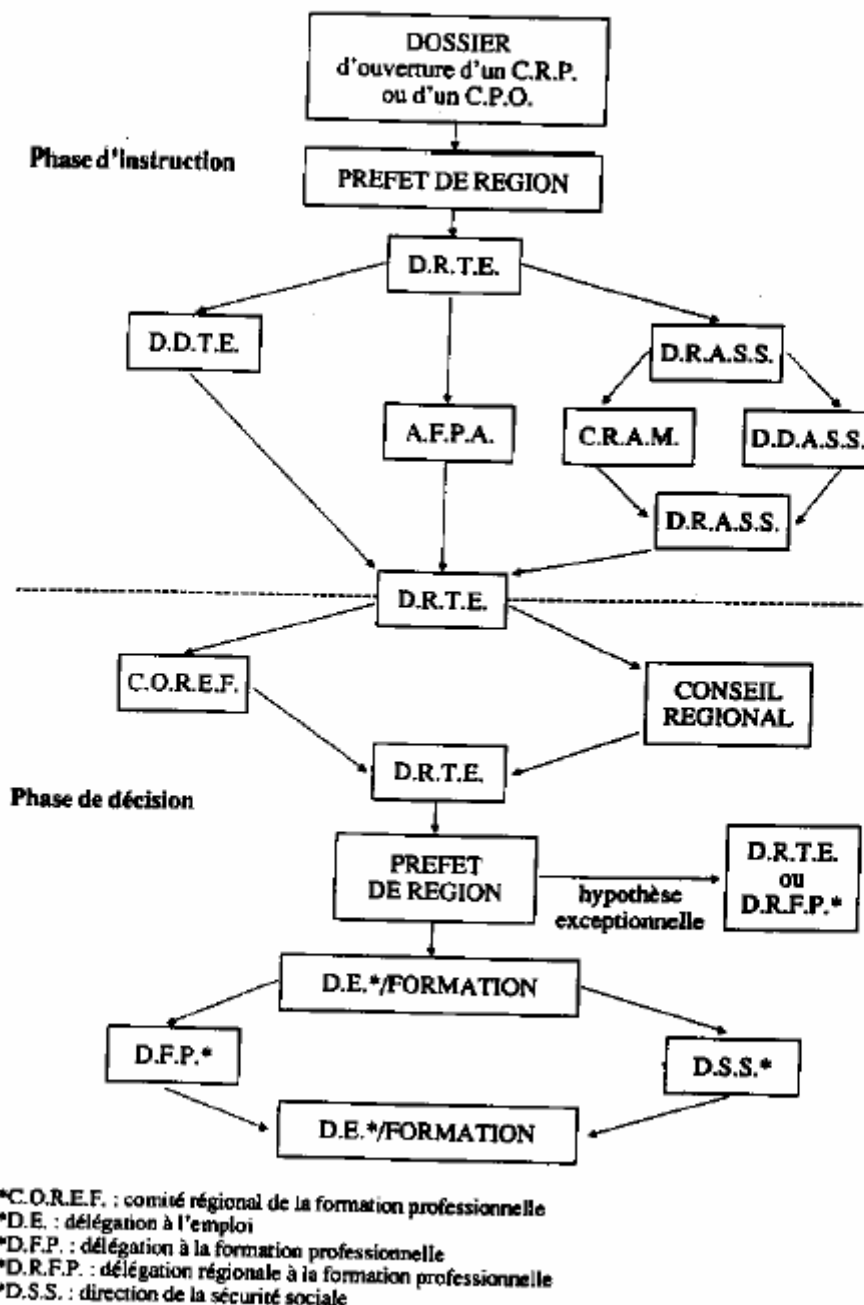 DOSSIER
d'ouverture d'un C.R.P.
ou d'un C.P.O.
Phase d'instruction
PREFET DE REGION
D.R.T.E.
D.D.T.E.
D.R.A.S.S.
A.F.P.A.
C.R.A.M.
D.D.A.S.S.
D.R.A.S.S.
D.R.T.E.
C.O.R.E.F.
CONSEIL
REGIONAL
D.R.T.E.
Phase de décision
PREFET
DE REGION
hypothèse
exceptionnelle
D.R.T.E.
ou
D.R.F.P.*
D.E.*/FORMATION
D.F.P.*
D.S.S.*
D.E.*/FORMATION
*C.O.R.E.F. : comité régional de la formation professionnelle
*D.E. : délégation à l'emploi
*D.F.P. : délégation à la formation professionnelle
*D.R.F.P. : délégation régionale à la formation professionnelle
*D.S.S. : direction de la sécurité sociale